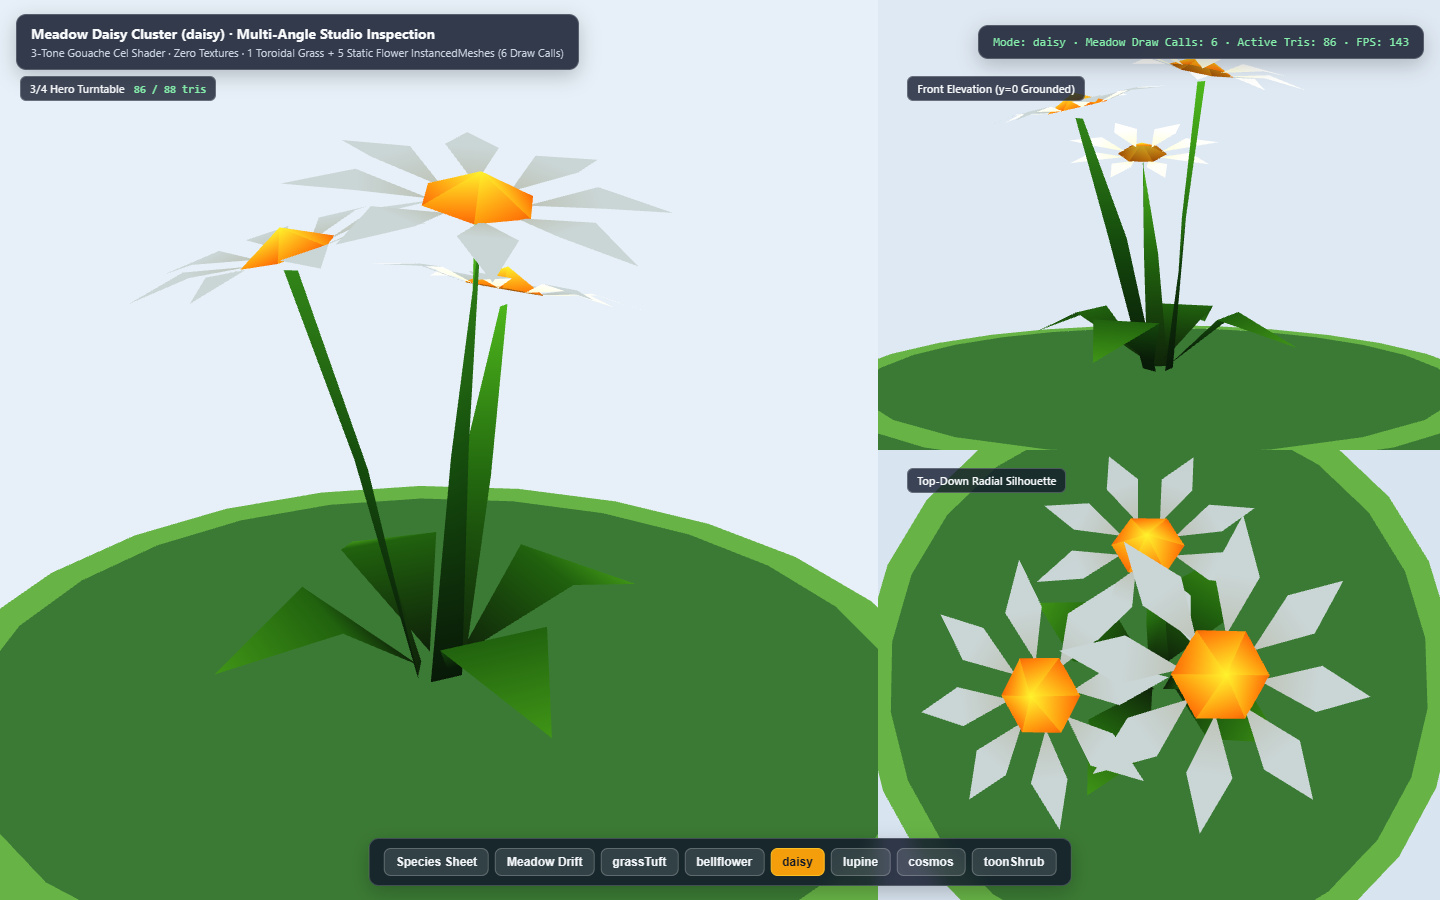 Meadow Daisy Cluster (daisy) · Multi-Angle Studio Inspection
3-Tone Gouache Cel Shader · Zero Textures · 1 Toroidal Grass + 5 Static Flower InstancedMeshes (6 Draw Calls)
Mode: daisy · Meadow Draw Calls: 6 · Active Tris: 86 · FPS: 143
3/4 Hero Turntable 86 / 88 tris
Front Elevation (y=0 Grounded)
Top-Down Radial Silhouette
Species Sheet Meadow Drift grassTuft bellflower daisy lupine cosmos toonShrub